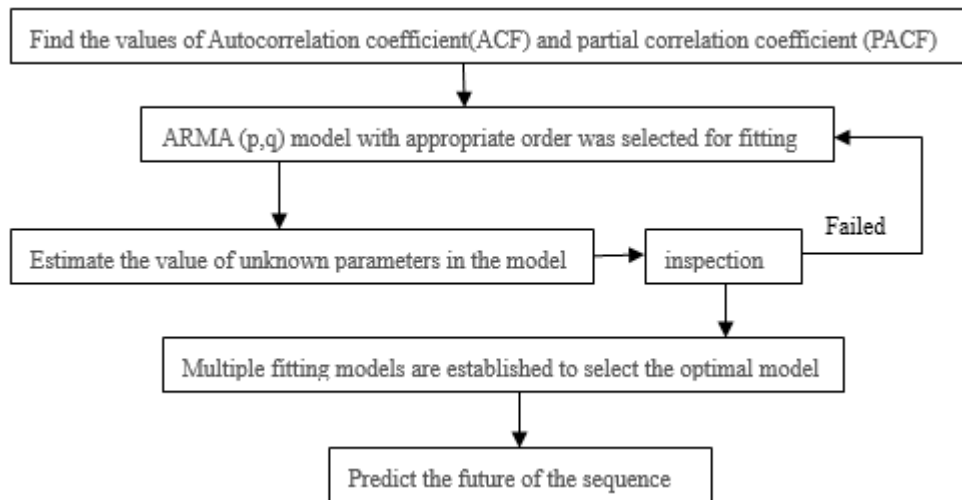 Find the values of Autocorrelation coefficient(ACF) and partial correlation coefficient (PACF)
ARMA (p,q) model with appropriate order was selected for fitting
Failed
Estimate the value of unknown parameters in the model
inspection
Multiple fitting models are established to select the optimal model
Predict the future of the sequence